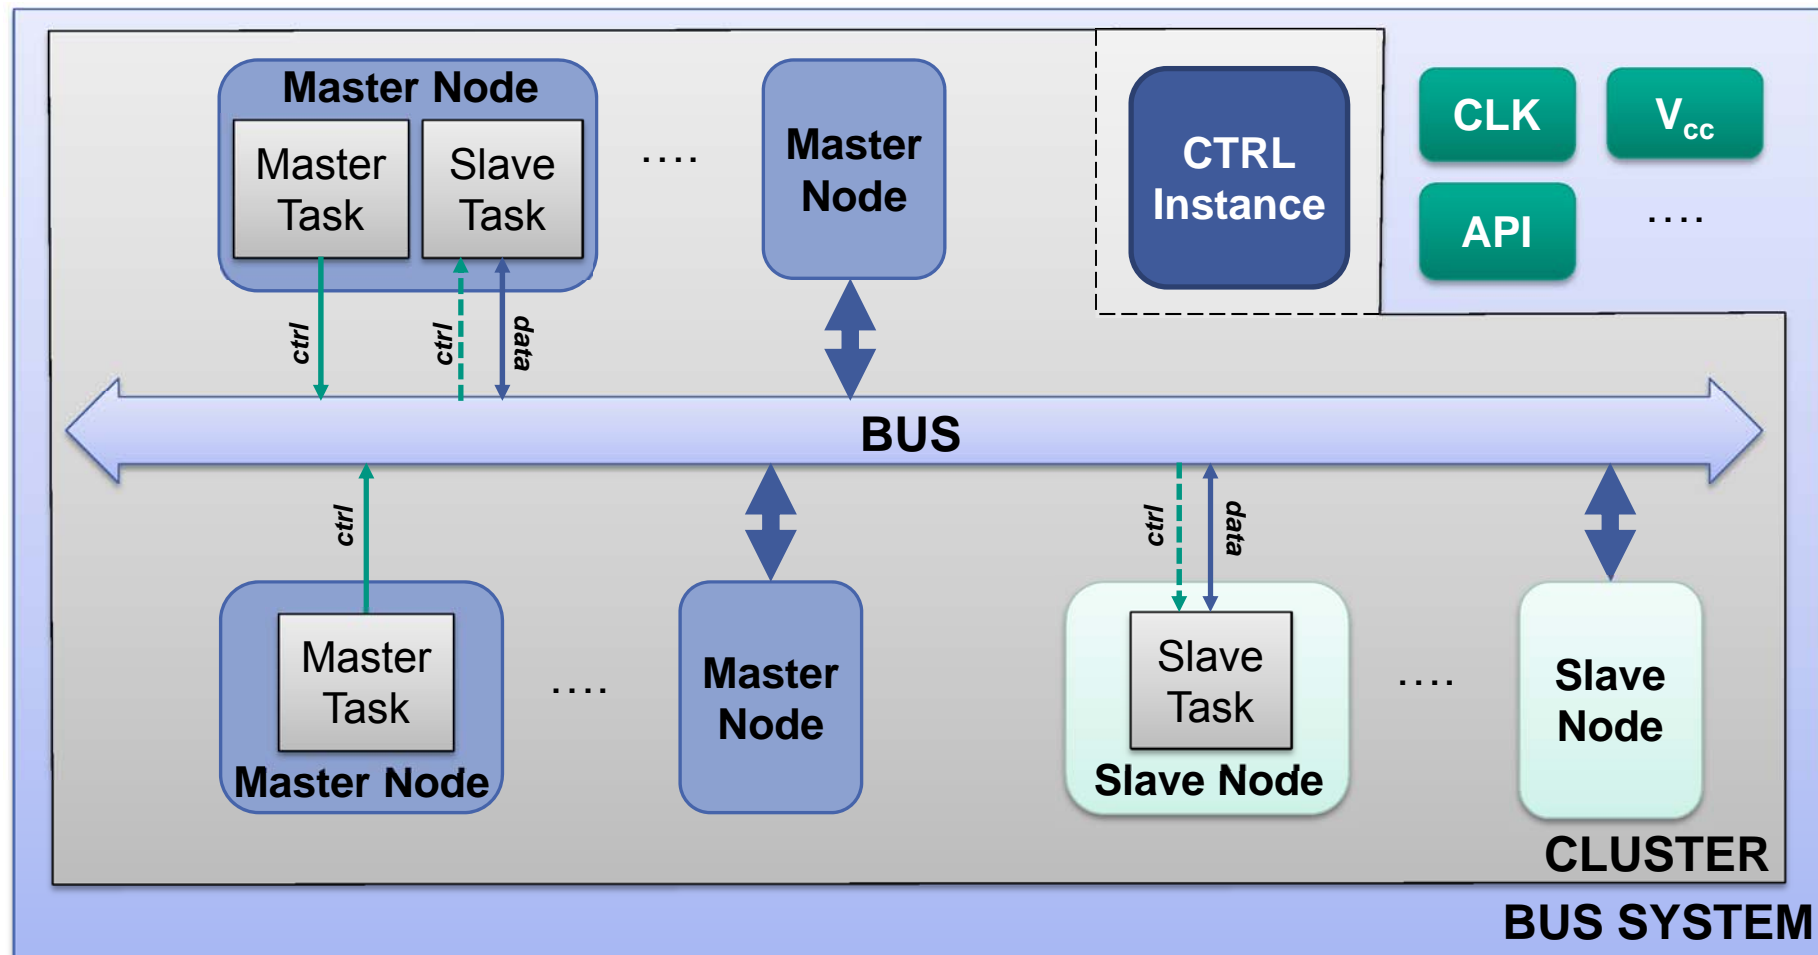 Master Node
Master
Task
Slave
Task
....
Master
Node
CTRL
Instance
CLK
Vcc
API
....
ctrl
ctrl
data
BUS
ctrl
ctrl
data
Master
Task
Master Node
....
Master
Node
Slave
Task
Slave Node
....
Slave
Node
CLUSTER
BUS SYSTEM